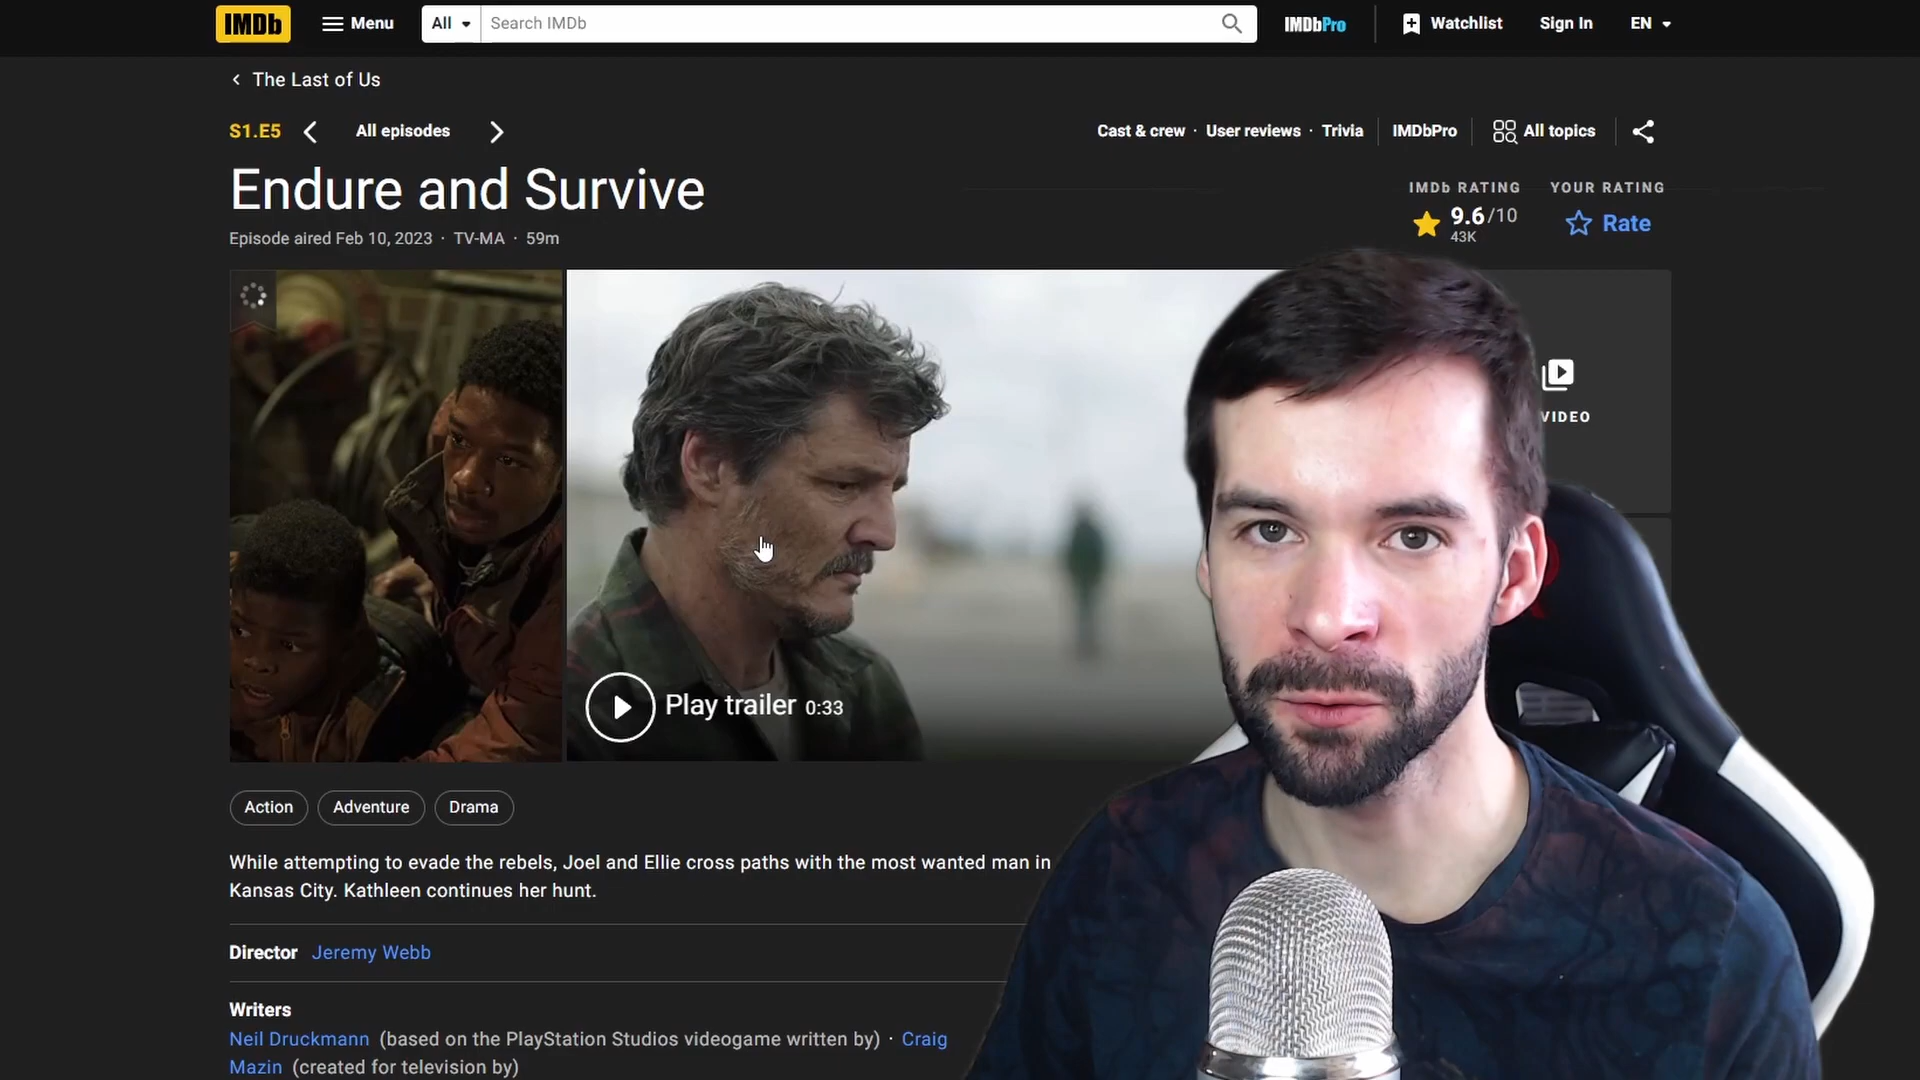 IMDb Menu All Search IMDb IMDbPro Watchlist Sign In EN
The Last of Us
S1.E5 All episodes Cast & crew · User reviews · Trivia IMDbPro All topics
Endure and Survive
IMDb RATING YOUR RATING
9.6/10 Rate
43K
Episode aired Feb 10, 2023 · TV-MA · 59m
VIDEO
Play trailer 0:33
Action Adventure Drama
While attempting to evade the rebels, Joel and Ellie cross paths with the most wanted man in
Kansas City. Kathleen continues her hunt.
Director Jeremy Webb
Writers
Neil Druckmann (based on the PlayStation Studios videogame written by) · Craig
Mazin (created for television by)